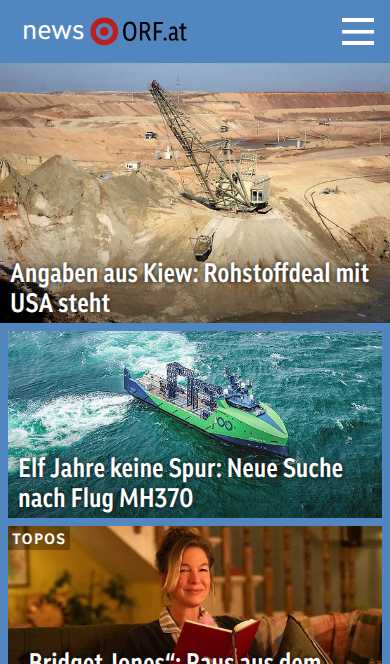 news ORF.at
Angaben aus Kiew: Rohstoffdeal mit
USA steht
Elf Jahre keine Spur: Neue Suche
nach Flug MH370
TOPOS
„Bridget Jones“: Raus aus dem